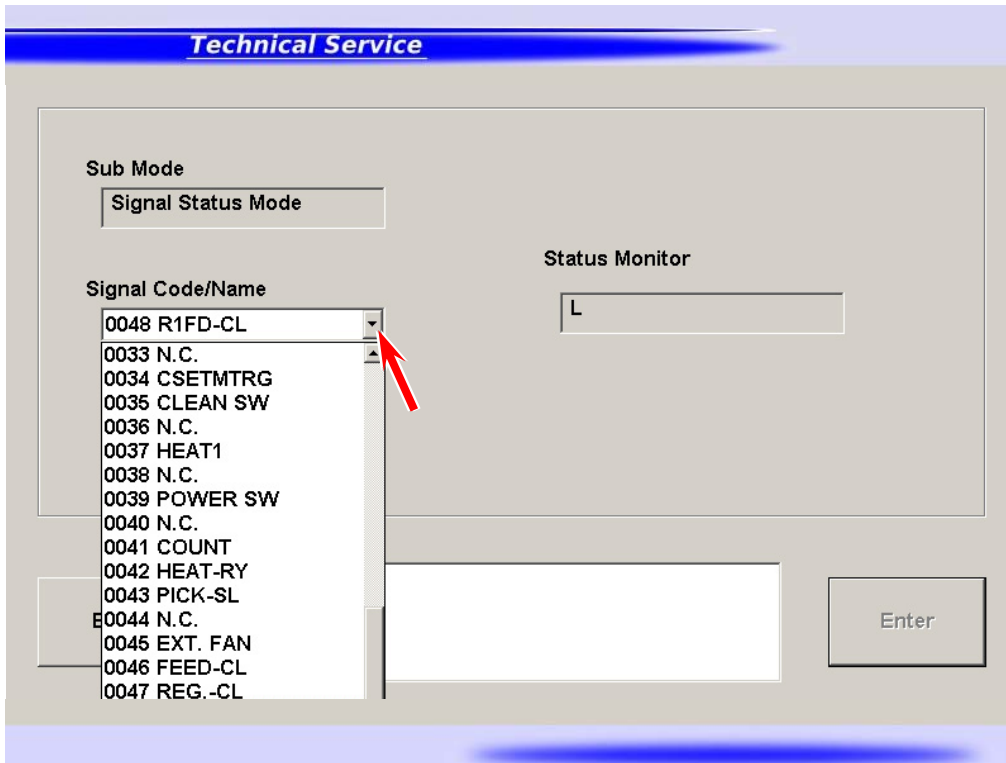 Technical Service
Sub Mode
Signal Status Mode
Status Monitor
L
Signal Code/Name
0048 R1FD-CL
0033 N.C.
0034 CSETMTRG
0035 CLEAN SW
0036 N.C.
0037 HEAT1
0038 N.C.
0039 POWER SW
0040 N.C.
0041 COUNT
0042 HEAT-RY
0043 PICK-SL
0044 N.C.
0045 EXT. FAN
0046 FEED-CL
0047 REG.-CL
Enter